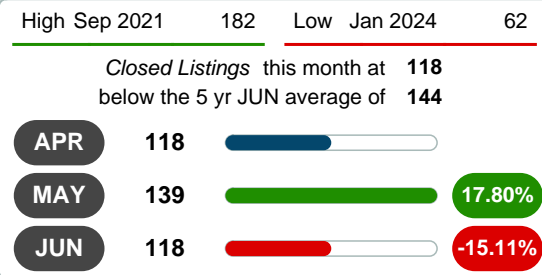 High Sep 2021 182 Low Jan 2024 62
Closed Listings this month at 118
below the 5 yr JUN average of 144
APR 118
MAY 139 17.80%
JUN 118 -15.11%